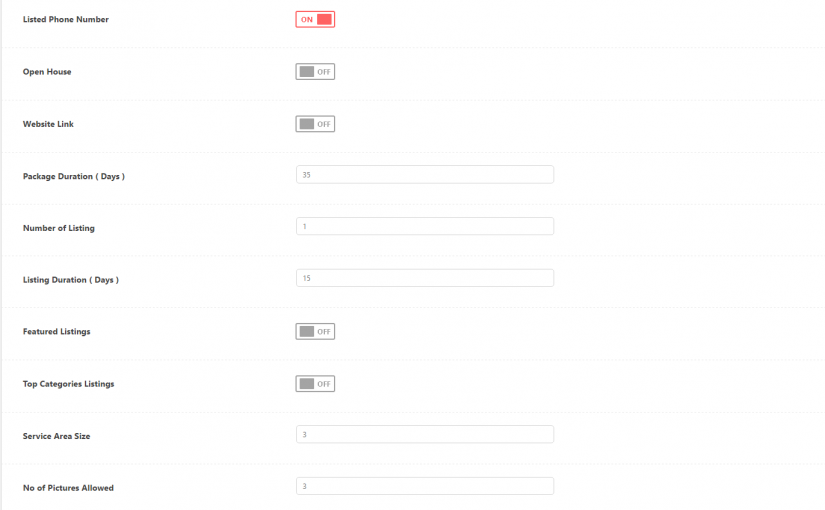 Listed Phone Number
ON
Open House
OFF
Website Link
OFF
Package Duration ( Days )
35
Number of Listing
1
Listing Duration ( Days )
15
Featured Listings
OFF
Top Categories Listings
OFF
Service Area Size
3
No of Pictures Allowed
3